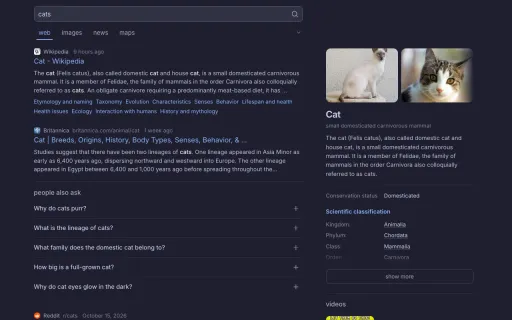 cats
web images news maps
Wikipedia 9 hours ago
Cat - Wikipedia
The cat (Felis catus), also called domestic cat and house cat, is a small domesticated carnivorous
mammal. It is a member of Felidae, the family of mammals in the order Carnivora also colloquially
referred to as cats. An obligate carnivore requiring a predominantly meat-based diet, it has ...
Etymology and naming Taxonomy Evolution Characteristics Senses Behavior Lifespan and health
Health issues Ecology Interaction with humans History and mythology
Britannica britannica.com/animal/cat 1 week ago
Cat | Breeds, Origins, History, Body Types, Senses, Behavior, & ...
Studies suggest that there have been two lineages of cats. One lineage appeared in Asia Minor as
early as 6,400 years ago, dispersing northward and westward into Europe. The other lineage
appeared in Egypt between 6,400 and 1,000 years ago before spreading throughout the...
people also ask
Why do cats purr?
What is the lineage of cats?
What family does the domestic cat belong to?
How big is a full-grown cat?
Why do cat eyes glow in the dark?
Reddit r/cats October 15, 2026
Cat
small domesticated carnivorous mammal
The cat (Felis catus), also called domestic cat and
house cat, is a small domesticated carnivorous
mammal. It is a member of Felidae, the family of
mammals in the order Carnivora also colloquially
referred to as cats.
Conservation status Domesticated
Scientific classification
Kingdom: Animalia
Phylum: Chordata
Class: Mammalia
Order: Carnivora
show more
videos